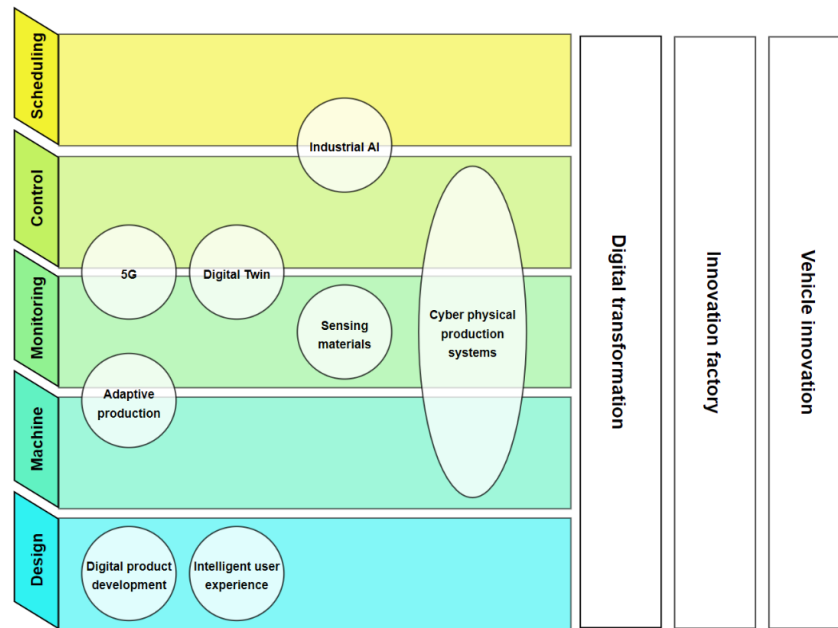 Scheduling
Industrial AI
Control
5G
Digital Twin
Monitoring
Sensing
materials
Cyber physical
production
systems
Adaptive
production
Machine
Design
Digital product
development
Intelligent user
experience
Digital transformation
Innovation factory
Vehicle innovation